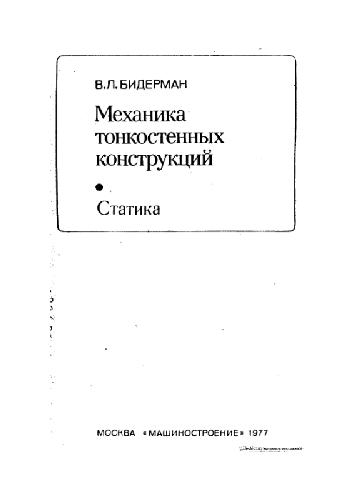 В.Л.БИДЕРМАН
Механика
тонкостенных
конструкций
•
Статика
МОСКВА «МАШИНОСТРОЕНИЕ» 1977